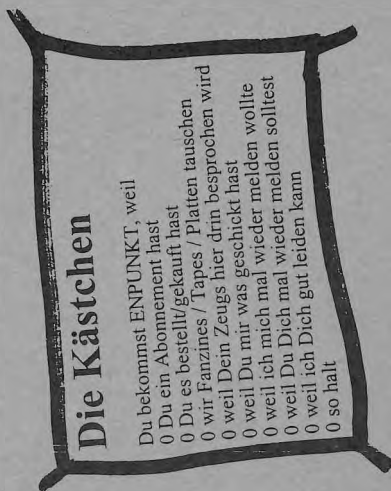 Die Kästchen
Du bekommst ENPUNKT, weil
0 Du ein Abonnement hast
0 Du es bestellt/gekauft hast
0 wir Fanzines / Tapes / Platten tauschen
0 weil Dein Zeugs hier drin besprochen wird
0 weil Du mir was geschickt hast
0 weil ich mich mal wieder melden wollte
0 weil Du Dich mal wieder melden solltest
0 weil ich Dich gut leiden kann
0 so halt